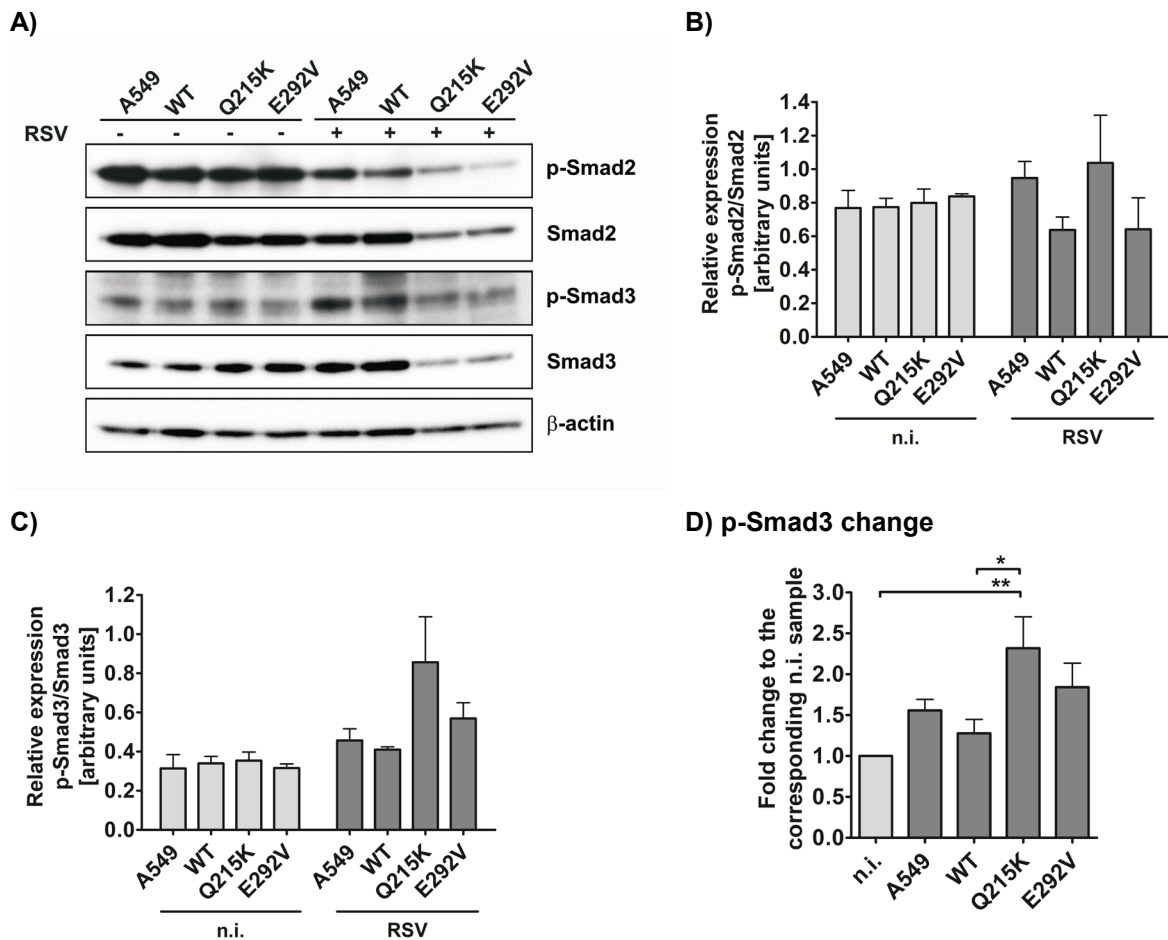 A)
A549 WT Q215K E292V A549 WT Q215K E292V
RSV - - - - + + + +
p-Smad2
Smad2
p-Smad3
Smad3
β-actin
B)
Relative expression
p-Smad2/Smad2
[arbitrary units]
1.4
1.2
1.0
0.8
0.6
0.4
0.2
0.0
A549 WT Q215K E292V A549 WT Q215K E292V
n.i. RSV
C)
Relative expression
p-Smad3/Smad3
[arbitrary units]
1.2
1.0
0.8
0.6
0.4
0.2
0.0
A549 WT Q215K E292V A549 WT Q215K E292V
n.i. RSV
D) p-Smad3 change
Fold change to the
corresponding n.i. sample
*
**
3.0
2.5
2.0
1.5
1.0
0.5
0.0
n.i. A549 WT Q215K E292V